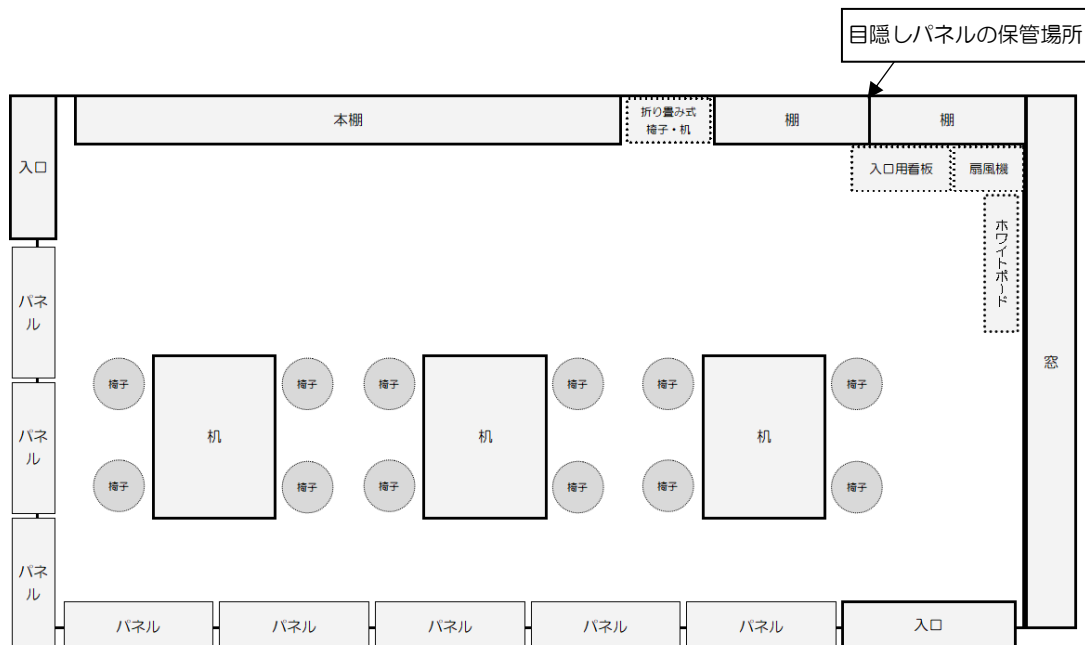 目隠しパネルの保管場所
入口
本棚
折り畳み式
椅子・机
棚
棚
入口用看板
扇風機
ホワイトボード
窓
パネ
ル
パネ
ル
パネ
ル
椅子
机
椅子
椅子
机
椅子
椅子
机
椅子
椅子
椅子
椅子
椅子
椅子
椅子
パネル
パネル
パネル
パネル
パネル
入口